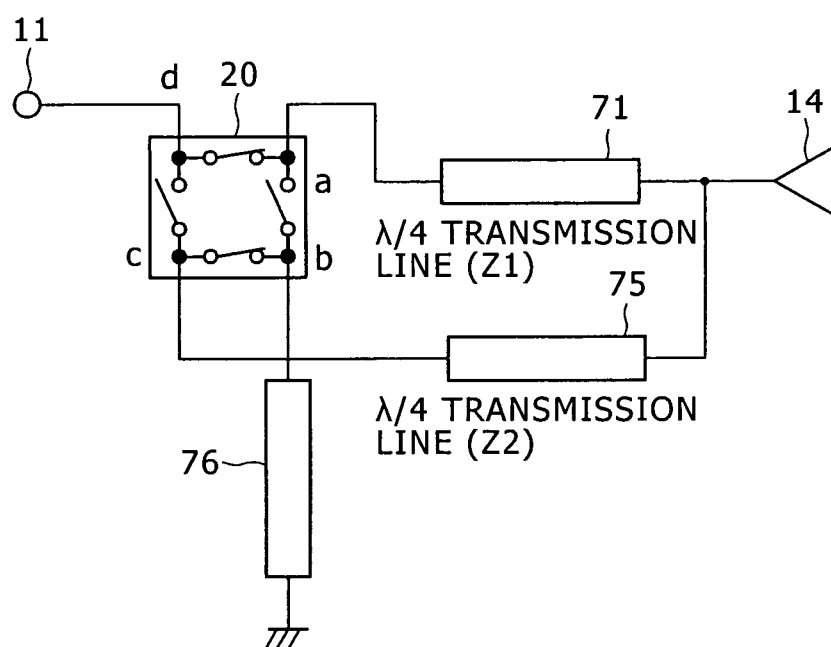 11
d
20
71
14
a
λ/4 TRANSMISSION
LINE (Z1)
c
b
75
λ/4 TRANSMISSION
LINE (Z2)
76